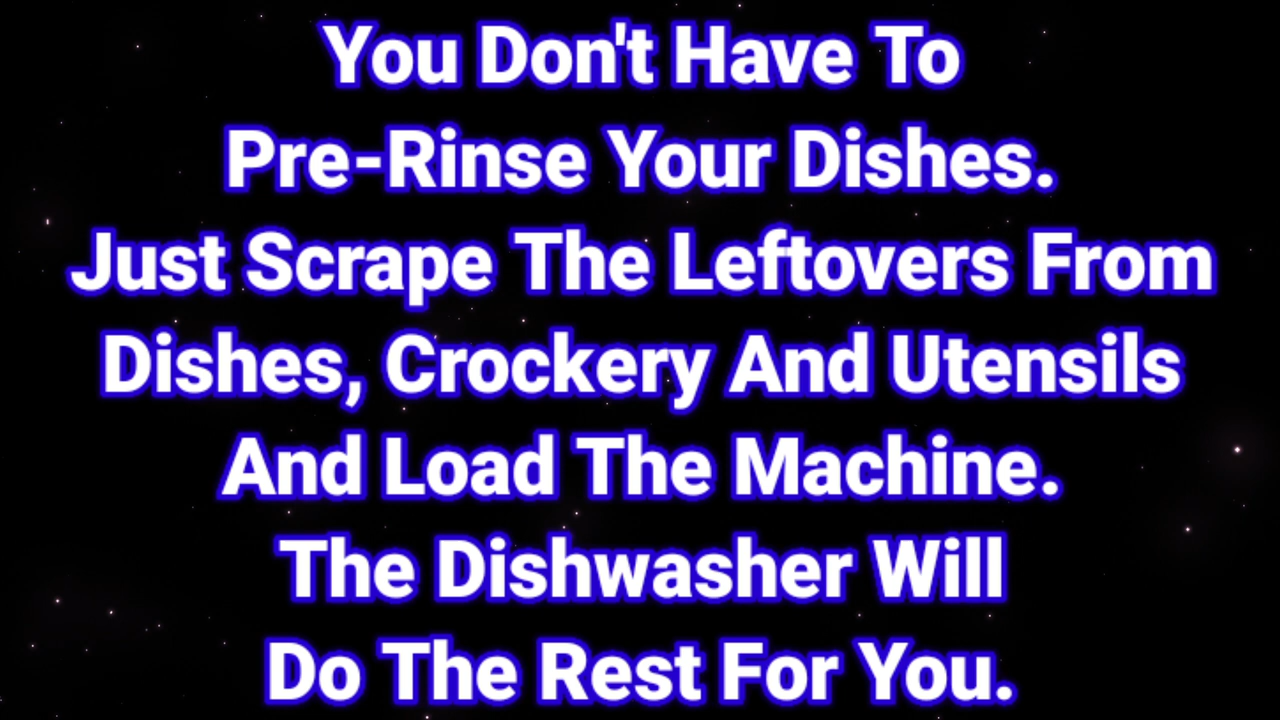 You Don't Have To
Pre-Rinse Your Dishes.
Just Scrape The Leftovers From
Dishes, Crockery And Utensils
And Load The Machine.
The Dishwasher Will
Do The Rest For You.